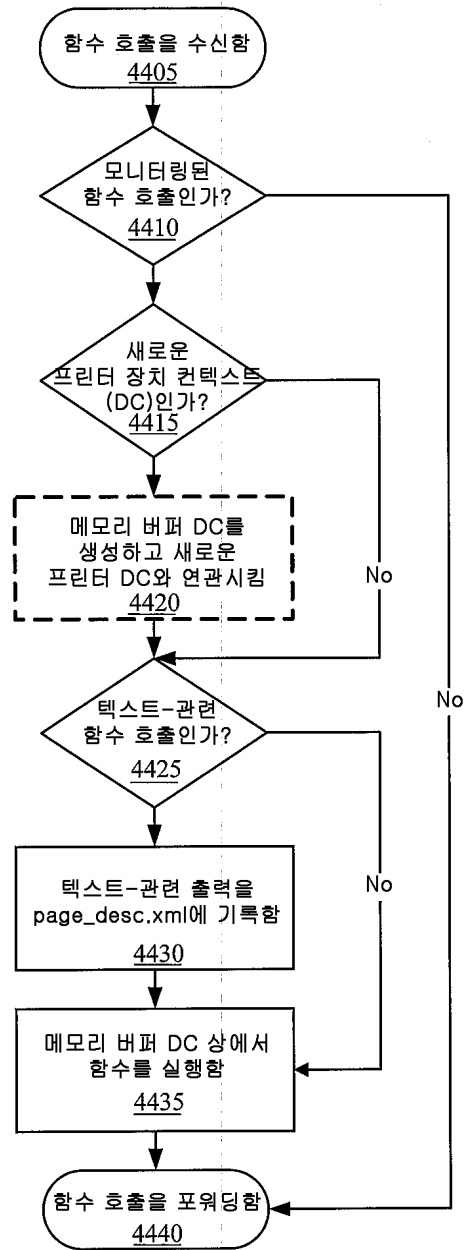 함수 호출을 수신함
4405
모니터링된
함수 호출인가?
4410
새로운
프린터 장치 컨텍스트
(DC)인가?
4415
메모리 버퍼 DC를
생성하고 새로운
프린터 DC와 연관시킴
4420
No
No
텍스트-관련
함수 호출인가?
4425
텍스트-관련 출력을
page_desc.xml에 기록함
4430
No
메모리 버퍼 DC 상에서
함수를 실행함
4435
함수 호출을 포워딩함
4440